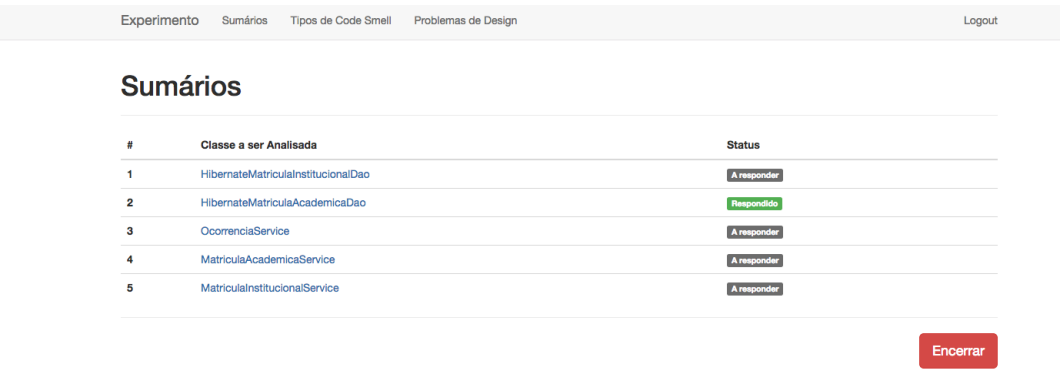 Experimento Sumários Tipos de Code Smell Problemas de Design Logout
Sumários
# Classe a ser Analisada Status
1 HibernateMatriculaInstitucionalDao A responder
2 HibernateMatriculaAcademicaDao Respondido
3 OcorrenciaService A responder
4 MatriculaAcademicaService A responder
5 MatriculaInstitucionalService A responder
Encerrar